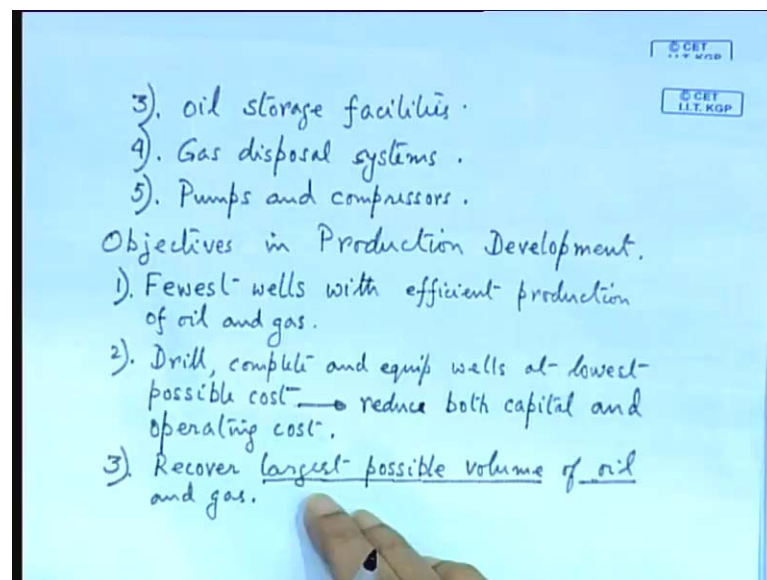 © CET
I.I.T. KGP
© CET
I.I.T. KGP
3). Oil storage facilities.
4). Gas disposal systems.
5). Pumps and compressors.
Objectives in Production Development.
1). Fewest wells with efficient production
of oil and gas.
2). Drill, complete and equip wells at lowest
possible cost → reduce both capital and
operating cost.
3). Recover largest possible volume of oil
and gas.